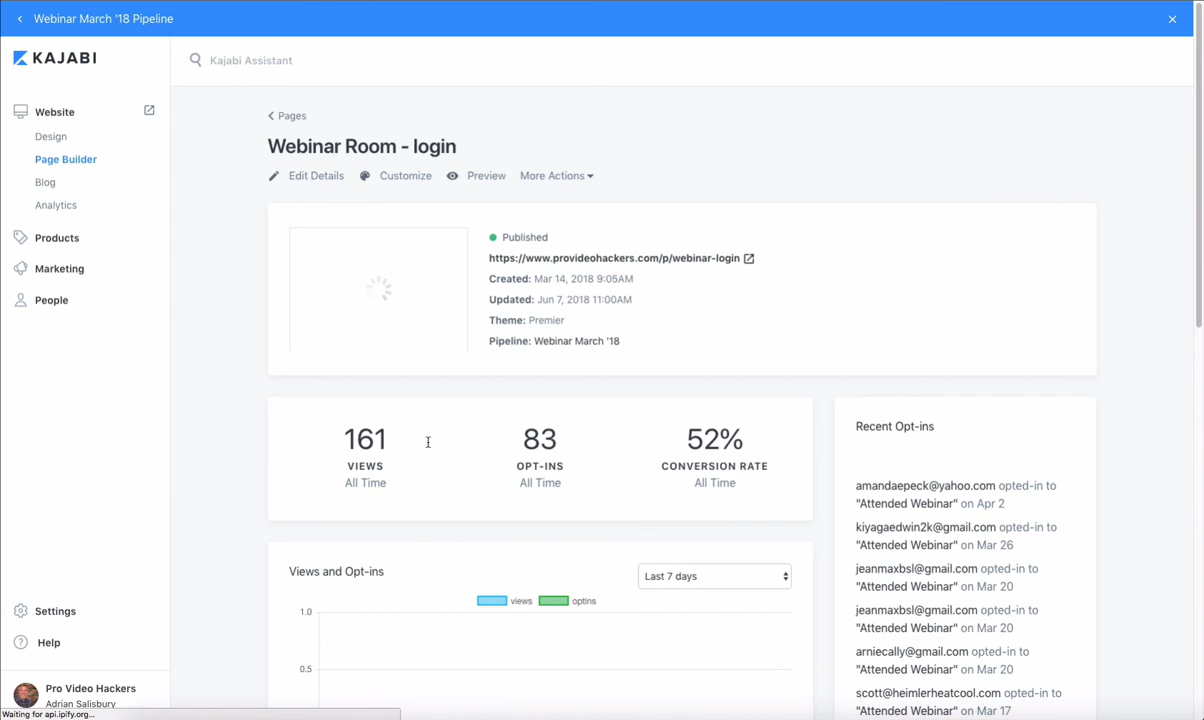 Webinar March '18 Pipeline
KAJABI
Kajabi Assistant
Website
Design
Page Builder
Blog
Analytics
Products
Marketing
People
Settings
Help
Pro Video Hackers
Adrian Salisbury
Waiting for api.ipify.org...
Pages
Webinar Room - login
Edit Details
Customize
Preview
More Actions
Published
https://www.provideohackers.com/p/webinar-login
Created: Mar 14, 2018 9:05AM
Updated: Jun 7, 2018 11:00AM
Theme: Premier
Pipeline: Webinar March '18
161
VIEWS
All Time
83
OPT-INS
All Time
52%
CONVERSION RATE
All Time
Views and Opt-ins
Last 7 days
views
optins
1.0
0.5
Recent Opt-ins
amandaepeck@yahoo.com opted-in to
"Attended Webinar" on Apr 2
kiyagaedwin2k@gmail.com opted-in to
"Attended Webinar" on Mar 26
jeanmaxbsl@gmail.com opted-in to
"Attended Webinar" on Mar 20
jeanmaxbsl@gmail.com opted-in to
"Attended Webinar" on Mar 20
arniecally@gmail.com opted-in to
"Attended Webinar" on Mar 20
scott@heimlerheatcool.com opted-in to
"Attended Webinar" on Mar 17